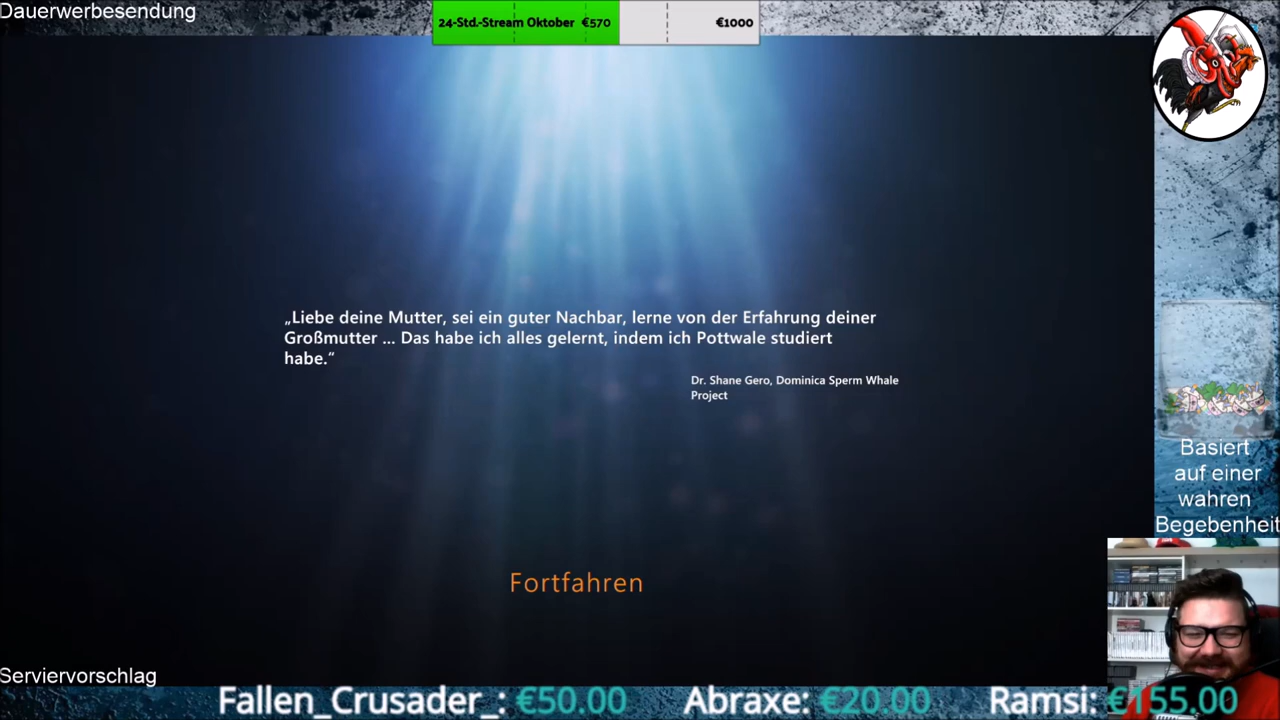 Dauerwerbesendung
24-Std.-Stream Oktober €570 €1000
„Liebe deine Mutter, sei ein guter Nachbar, lerne von der Erfahrung deiner
Großmutter ... Das habe ich alles gelernt, indem ich Pottwale studiert
habe.“
Dr. Shane Gero, Dominica Sperm Whale
Project
Basiert
auf einer
wahren
Begebenheit
Fortfahren
Serviervorschlag
Fallen_Crusader_: €50.00 Abraxe: €20.00 Ramsi: €155.00